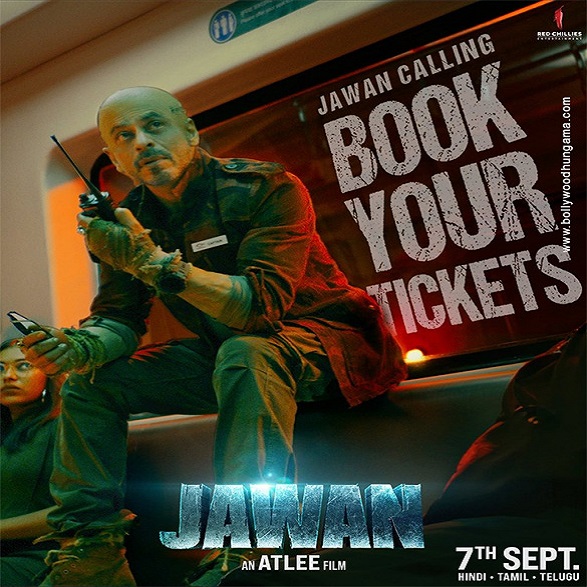 RED CHILLIES
ENTERTAINMENT
JAWAN CALLING
BOOK
YOUR
TICKETS
www.bollywoodhungama.com
JAWAN
AN ATLEE FILM
7TH SEPT.
HINDI • TAMIL • TELUGU